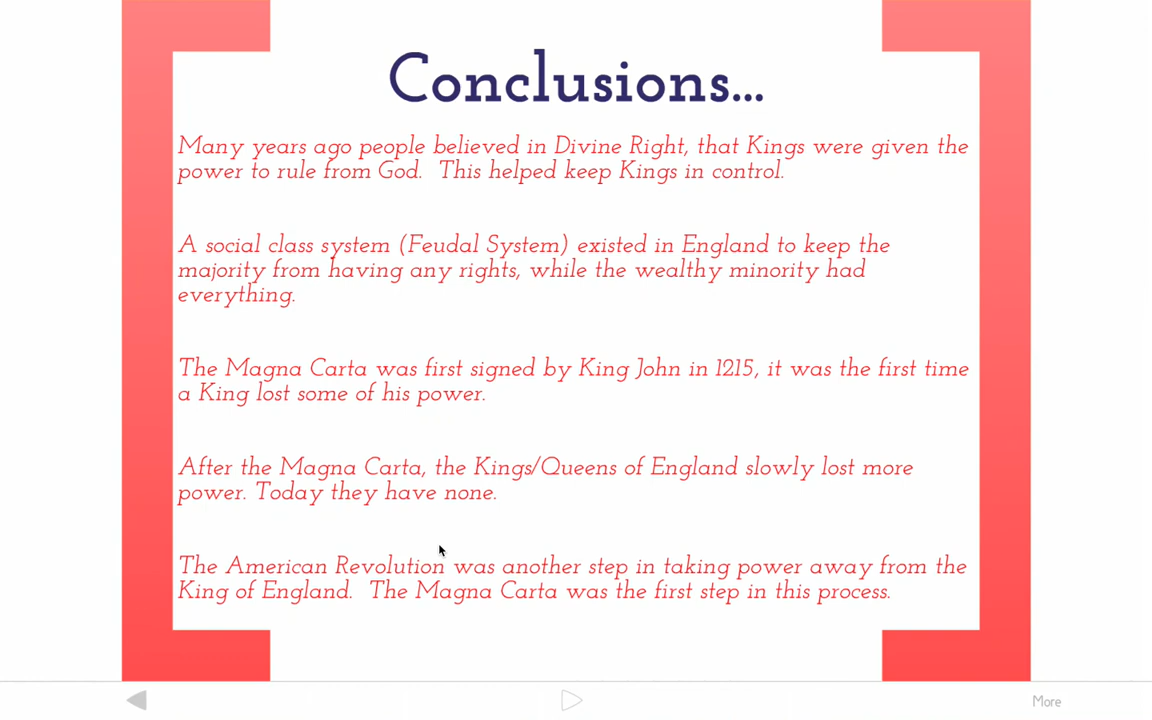 Conclusions...
Many years ago people believed in Divine Right, that Kings were given the
power to rule from God.  This helped keep Kings in control.
A social class system (Feudal System) existed in England to keep the
majority from having any rights, while the wealthy minority had
everything.
The Magna Carta was first signed by King John in 1215, it was the first time
a King lost some of his power.
After the Magna Carta, the Kings/Queens of England slowly lost more
power. Today they have none.
The American Revolution was another step in taking power away from the
King of England.  The Magna Carta was the first step in this process.
More